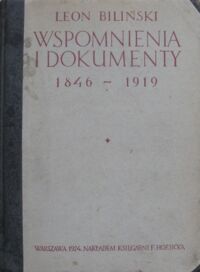 LEON BILIŃSKI
WSPOMNIENIA
I DOKUMENTY
1846 - 1919
WARSZAWA 1924 NAKŁADEM KSIĘGARNI F. HOESICKA